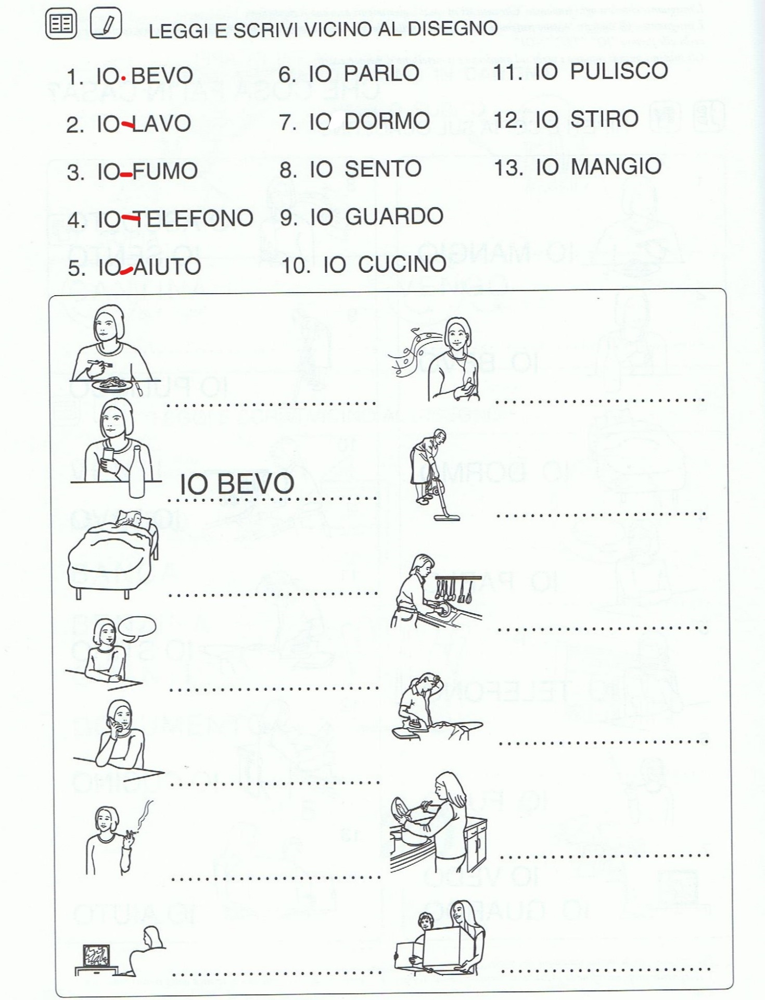 LEGGI E SCRIVI VICINO AL DISEGNO
1. IO BEVO
2. IO LAVO
3. IO FUMO
4. IO TELEFONO
5. IO AIUTO
6. IO PARLO
7. IO DORMO
8. IO SENTO
9. IO GUARDO
10. IO CUCINO
11. IO PULISCO
12. IO STIRO
13. IO MANGIO
IO BEVO